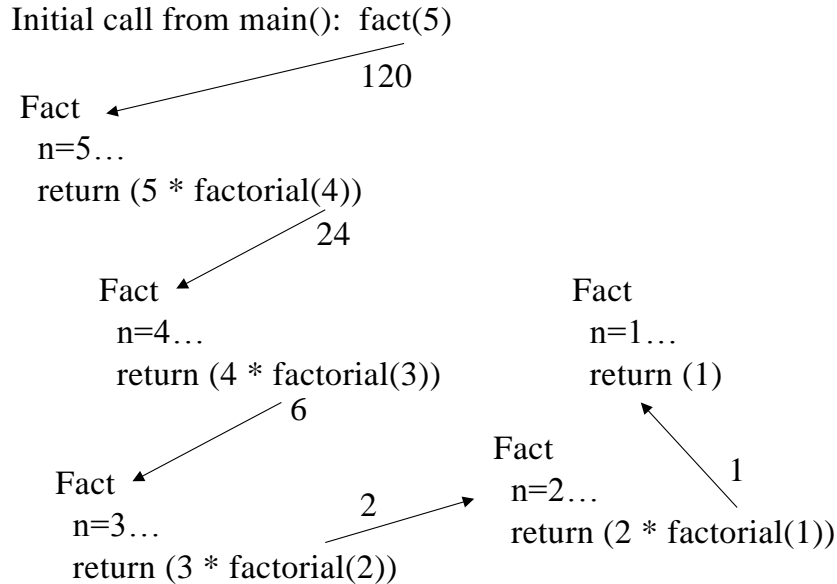 Initial call from main():  fact(5)
120
Fact
n=5…
return (5 * factorial(4))
24
Fact
n=4…
return (4 * factorial(3))
6
Fact
n=3…
return (3 * factorial(2))
2
Fact
n=2…
return (2 * factorial(1))
1
Fact
n=1…
return (1)